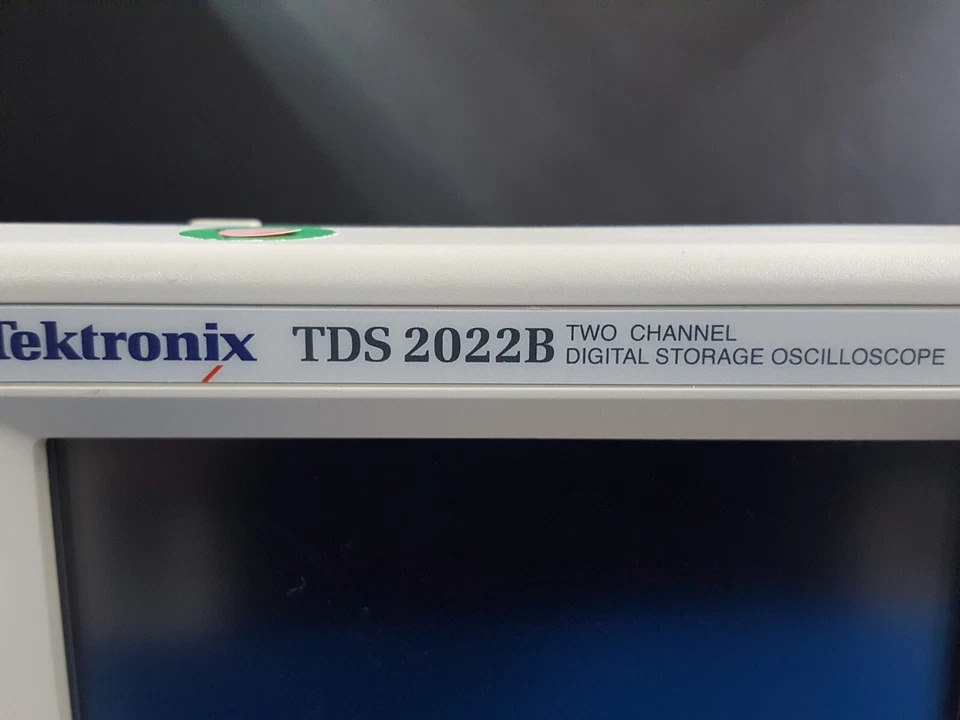 Tektronix TDS 2022B TWO CHANNEL
DIGITAL STORAGE OSCILLOSCOPE